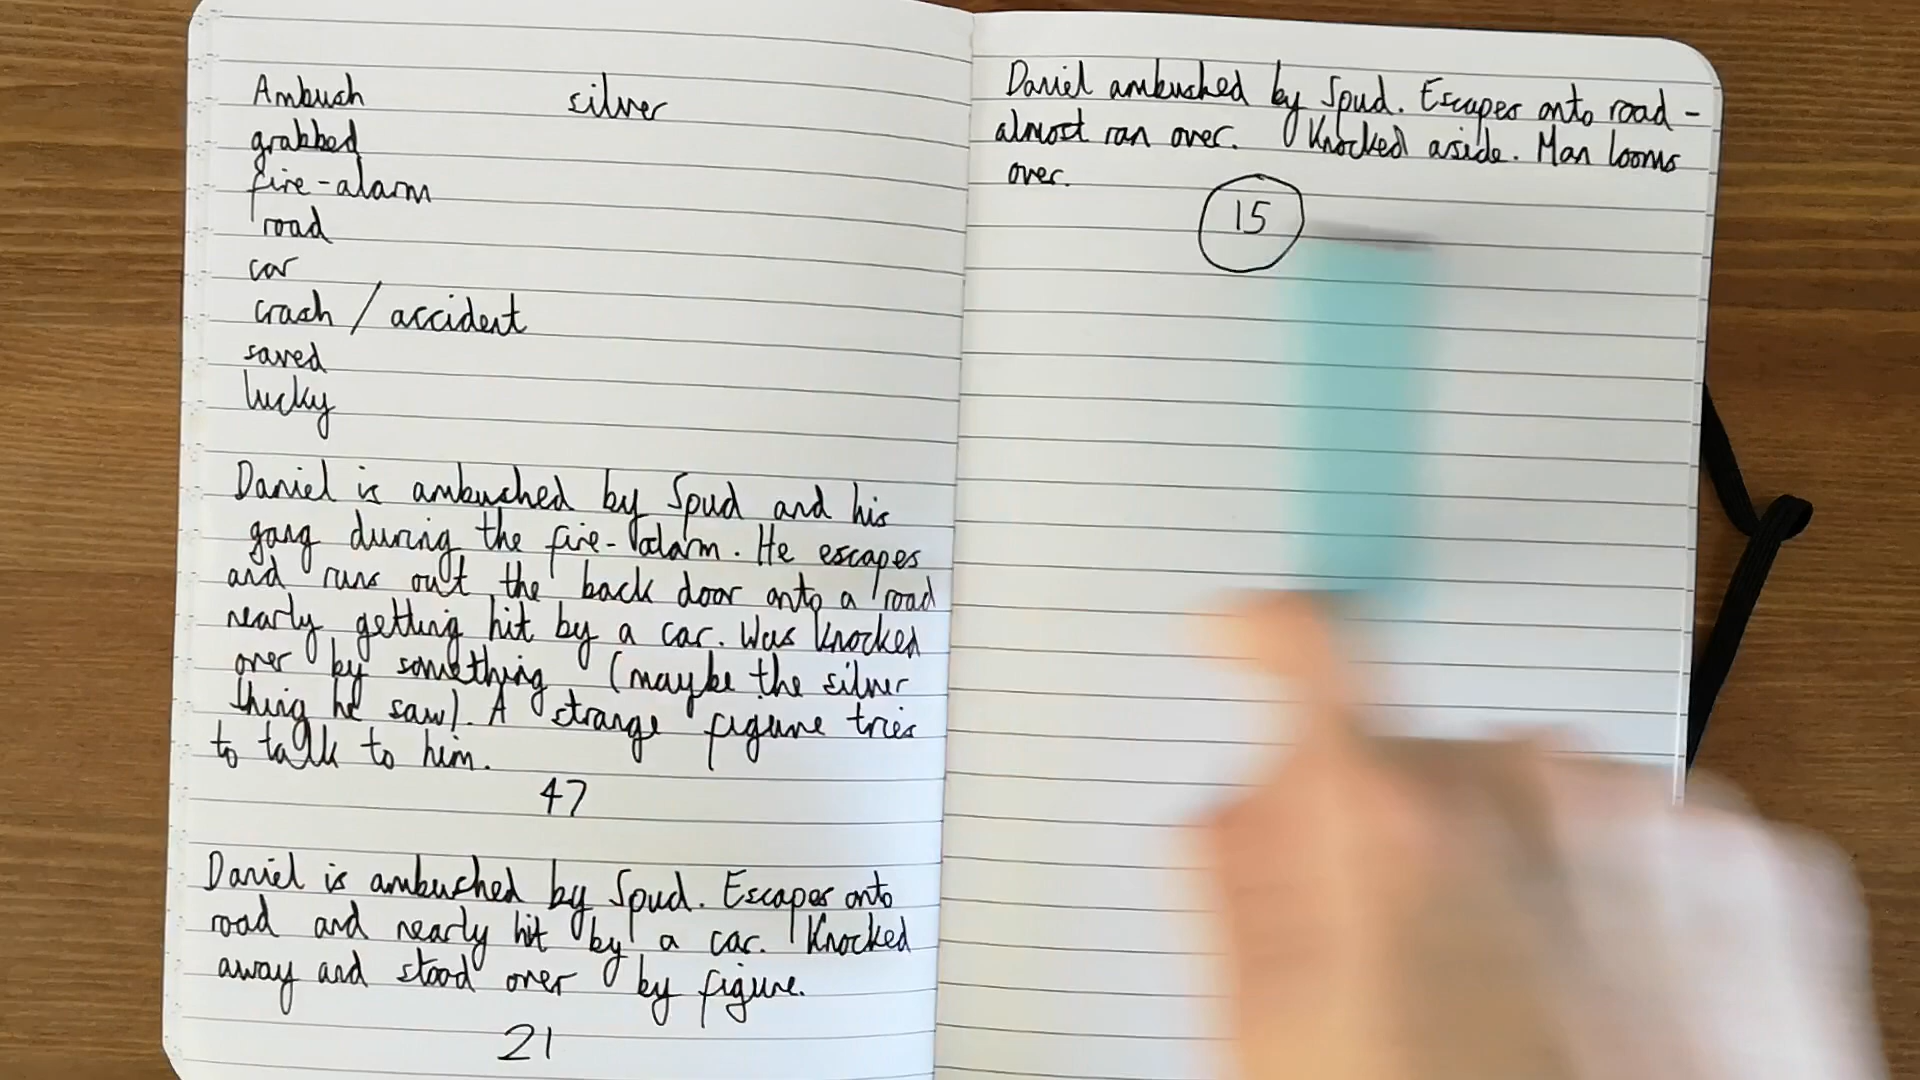 Ambush silver
grabbed
fire-alarm
road
car
crash / accident
saved
lucky
Daniel is ambushed by Spud and his
gang during the fire-alarm. He escapes
and runs out the back door onto a road
nearly getting hit by a car. Was knocked
over by something (maybe the silver
thing he saw). A strange figure tries
to talk to him.
47
Daniel is ambushed by Spud. Escapes onto
road and nearly hit by a car. Knocked
away and stood over by figure.
21
Daniel ambushed by Spud. Escapes onto road -
almost ran over. Knocked aside. Man looms
over.
15